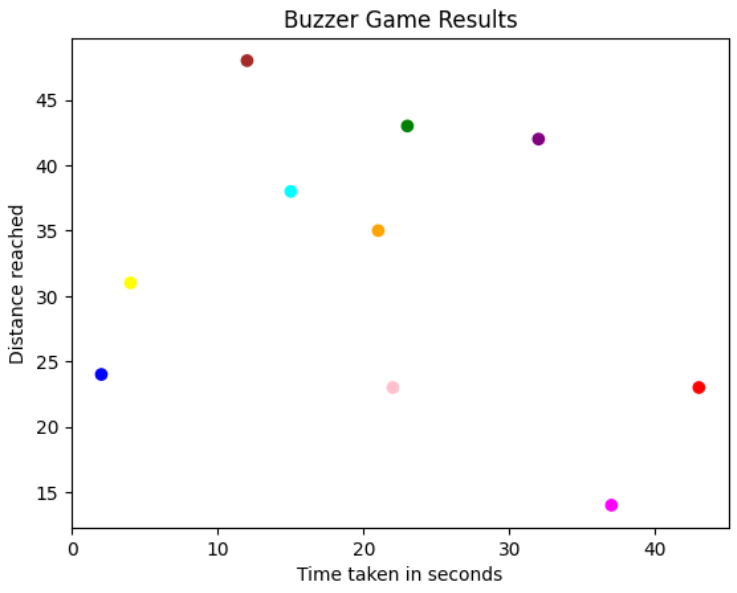 Buzzer Game Results
Distance reached
45
40
35
30
25
20
15
0 10 20 30 40
Time taken in seconds